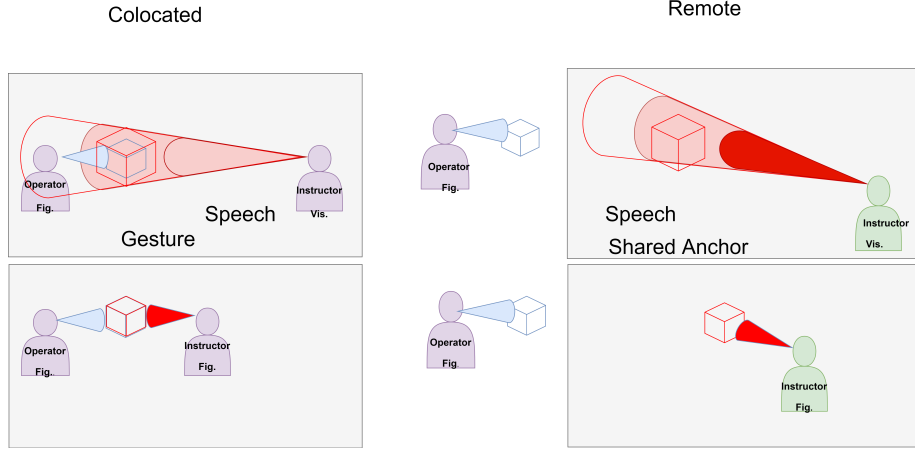 Colocated
Remote
Operator
Fig.
Instructor
Vis.
Speech
Gesture
Operator
Fig.
Speech
Shared Anchor
Instructor
Vis.
Operator
Fig.
Instructor
Fig.
Operator
Fig
Instructor
Fig.